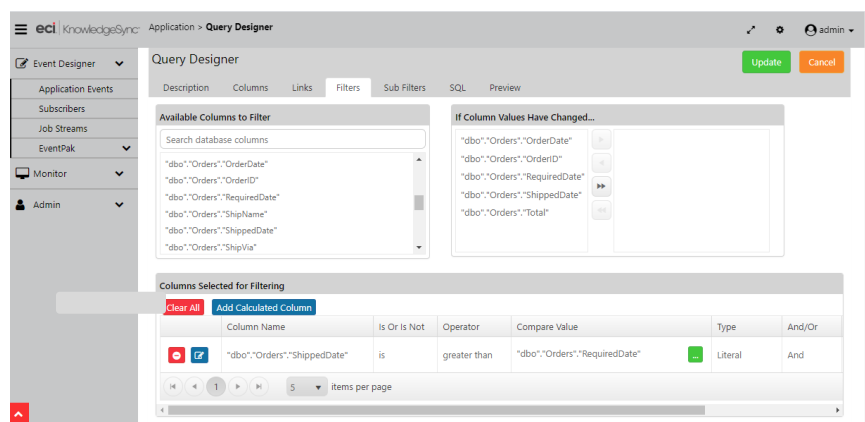 eci KnowledgeSync
Application > Query Designer
admin
Event Designer
Application Events
Subscribers
Job Streams
EventPak
Monitor
Admin
Query Designer
Update
Cancel
Description Columns Links Filters Sub Filters SQL Preview
Available Columns to Filter
Search database columns
"dbo"."Orders"."OrderDate"
"dbo"."Orders"."OrderID"
"dbo"."Orders"."RequiredDate"
"dbo"."Orders"."ShipName"
"dbo"."Orders"."ShippedDate"
"dbo"."Orders"."ShipVia"
If Column Values Have Changed...
"dbo"."Orders"."OrderDate"
"dbo"."Orders"."OrderID"
"dbo"."Orders"."RequiredDate"
"dbo"."Orders"."ShippedDate"
"dbo"."Orders"."Total"
Columns Selected for Filtering
Clear All Add Calculated Column
Column Name Is Or Is Not Operator Compare Value Type And/Or
"dbo"."Orders"."ShippedDate" is greater than "dbo"."Orders"."RequiredDate" ... Literal And
1 5 items per page